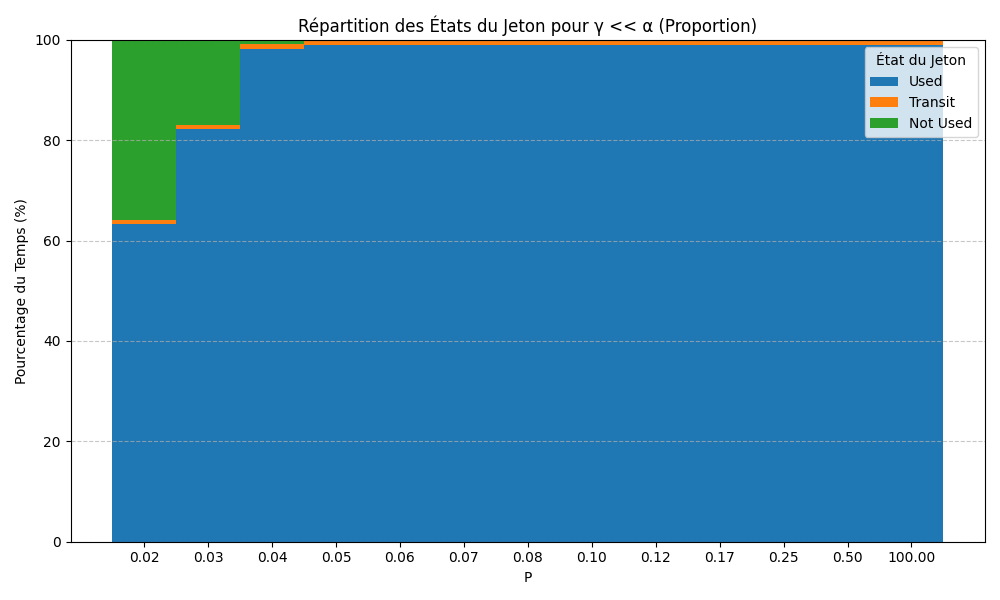 Répartition des États du Jeton pour γ << α (Proportion)
Pourcentage du Temps (%)
100
80
60
40
20
0
État du Jeton
Used
Transit
Not Used
0.02 0.03 0.04 0.05 0.06 0.07 0.08 0.10 0.12 0.17 0.25 0.50 100.00
P